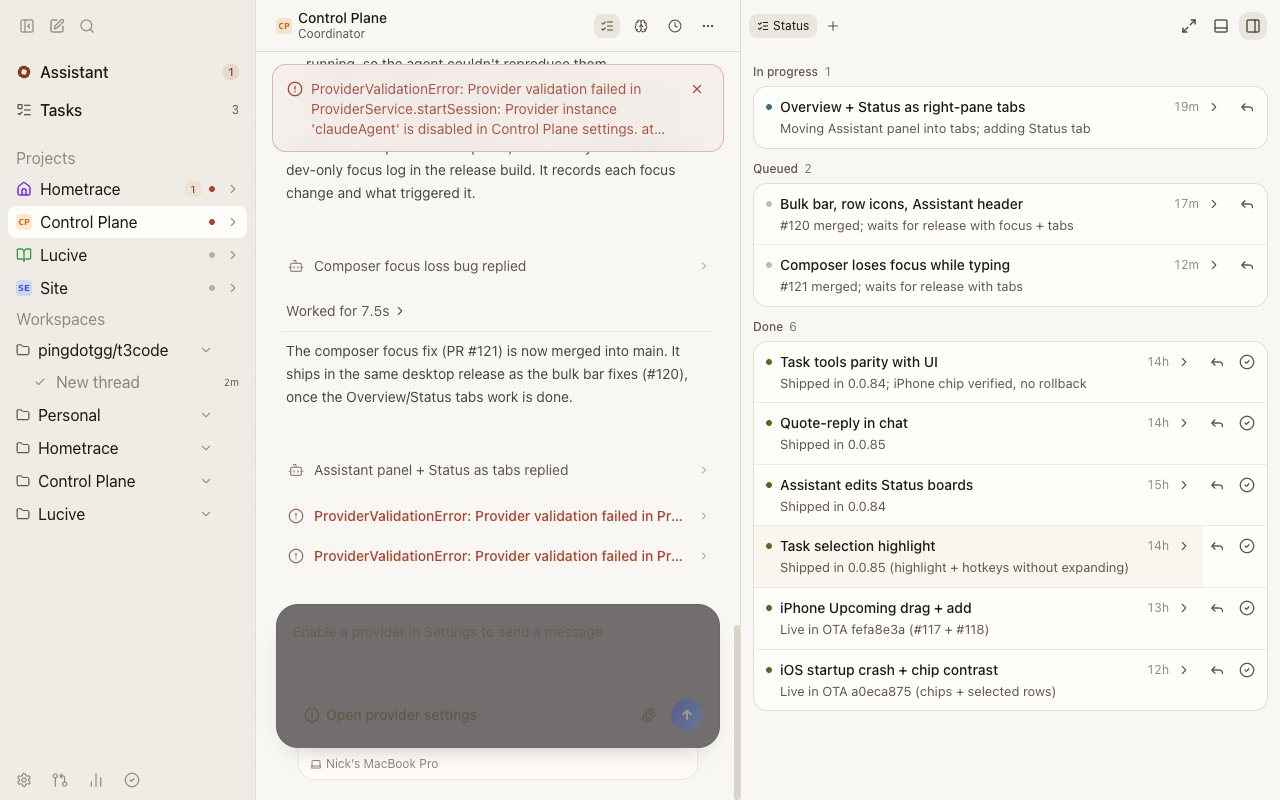 Assistant
1
Tasks
3
Projects
Hometrace
1
CP
Control Plane
Lucive
SE
Site
Workspaces
pingdotgg/t3code
New thread
2m
Personal
Hometrace
Control Plane
Lucive
CP
Control Plane
Coordinator
ProviderValidationError: Provider validation failed in
ProviderService.startSession: Provider instance
'claudeAgent' is disabled in Control Plane settings. at...
dev-only focus log in the release build. It records each focus
change and what triggered it.
Composer focus loss bug replied
Worked for 7.5s
The composer focus fix (PR #121) is now merged into main. It
ships in the same desktop release as the bulk bar fixes (#120),
once the Overview/Status tabs work is done.
Assistant panel + Status as tabs replied
ProviderValidationError: Provider validation failed in Pr...
ProviderValidationError: Provider validation failed in Pr...
Enable a provider in Settings to send a message
Open provider settings
Nick's MacBook Pro
Status
In progress 1
Overview + Status as right-pane tabs
19m
Moving Assistant panel into tabs; adding Status tab
Queued 2
Bulk bar, row icons, Assistant header
17m
#120 merged; waits for release with focus + tabs
Composer loses focus while typing
12m
#121 merged; waits for release with tabs
Done 6
Task tools parity with UI
14h
Shipped in 0.0.84; iPhone chip verified, no rollback
Quote-reply in chat
14h
Shipped in 0.0.85
Assistant edits Status boards
15h
Shipped in 0.0.84
Task selection highlight
14h
Shipped in 0.0.85 (highlight + hotkeys without expanding)
iPhone Upcoming drag + add
13h
Live in OTA fefa8e3a (#117 + #118)
iOS startup crash + chip contrast
12h
Live in OTA a0eca875 (chips + selected rows)